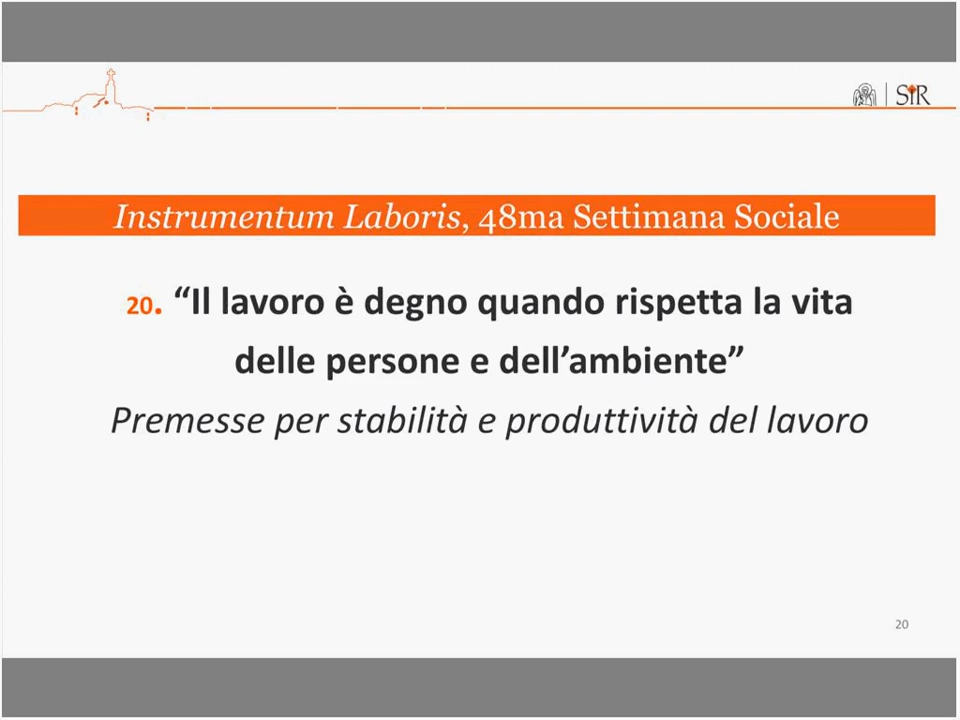 SiR
Instrumentum Laboris, 48ma Settimana Sociale
20. “Il lavoro è degno quando rispetta la vita
delle persone e dell’ambiente”
Premesse per stabilità e produttività del lavoro
20